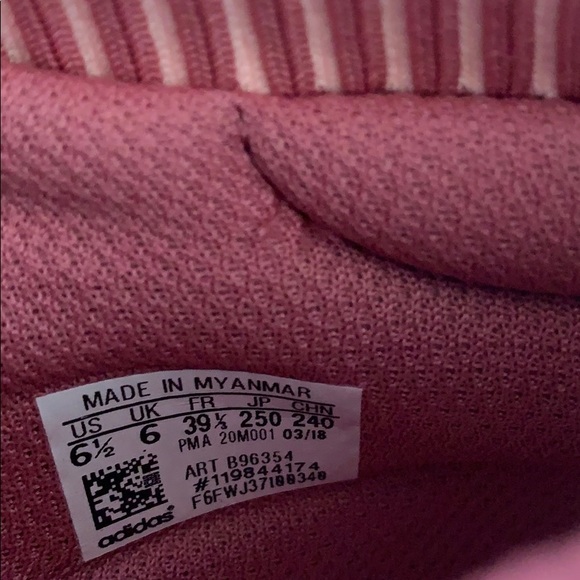 MADE IN MYANMAR
US UK FR JP CHN
6½ 6 39⅓ 250 240
PMA 20M001 03/18
ART B96354
#119844174
F6FWJ37I00340
adidas®